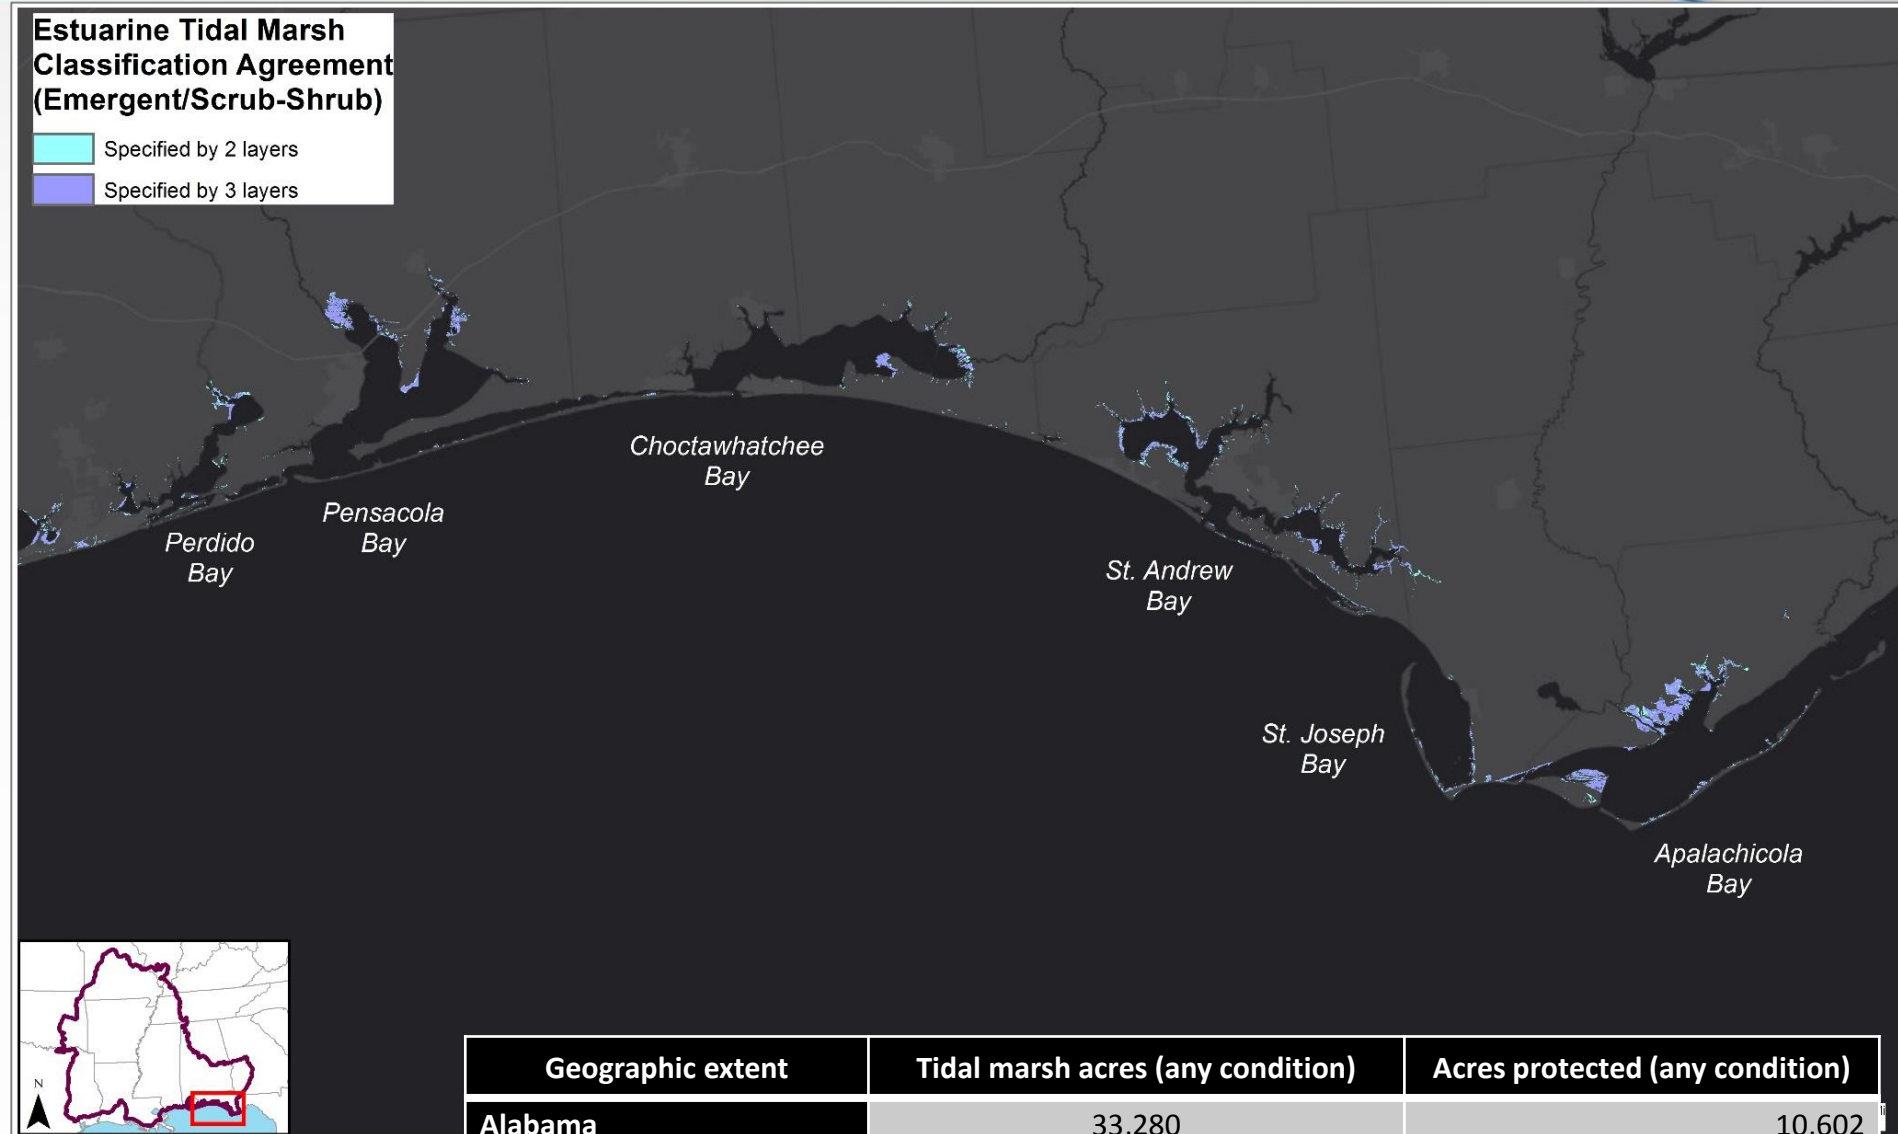 Estuarine Tidal Marsh
Classification Agreement
(Emergent/Scrub-Shrub)
Specified by 2 layers
Specified by 3 layers
Choctawhatchee
Bay
Pensacola
Bay
Perdido
Bay
St. Andrew
Bay
St. Joseph
Bay
Apalachicola
Bay
N
Geographic extent Tidal marsh acres (any condition) Acres protected (any condition)
Alabama 33,280 10,602